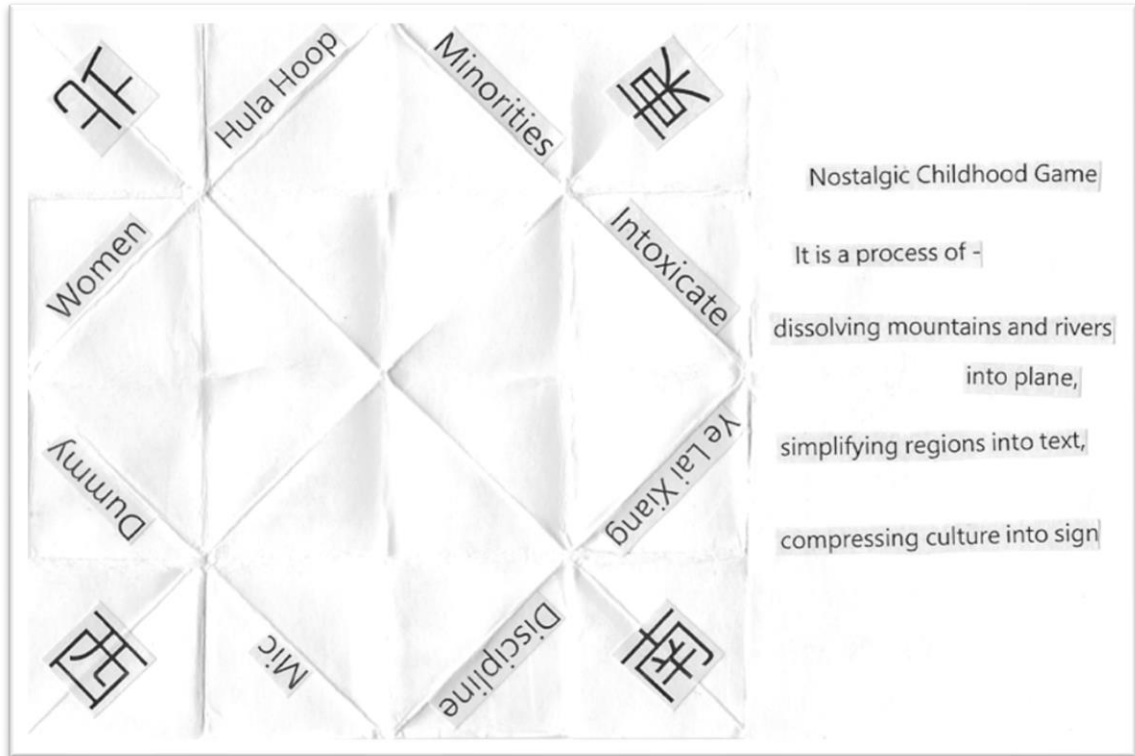 北
Hula Hoop
Minorities
東
Women
Intoxicate
Dummy
Ye Lai Xiang
西
Mic
Discipline
南
Nostalgic Childhood Game
It is a process of -
dissolving mountains and rivers
into plane,
simplifying regions into text,
compressing culture into sign